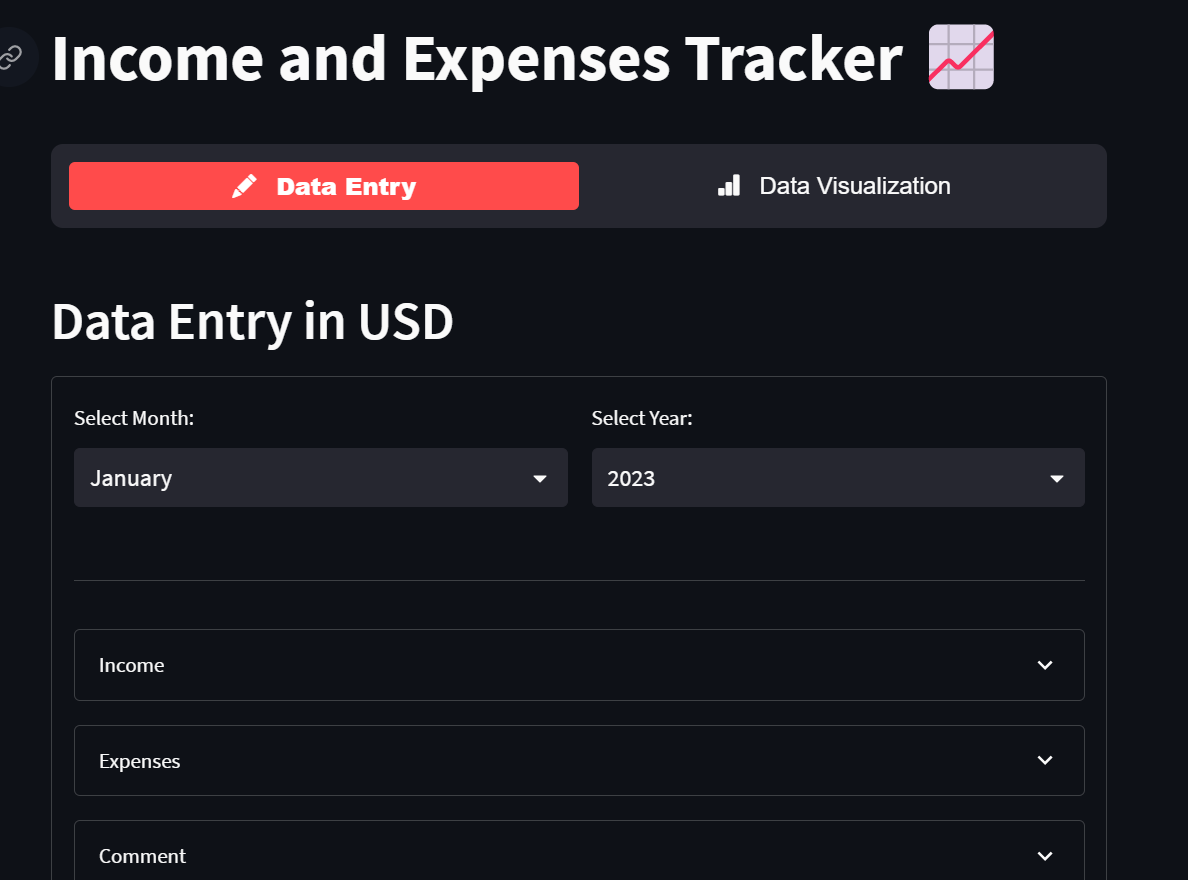 Income and Expenses Tracker
Data Entry
Data Visualization
Data Entry in USD
Select Month:
Select Year:
January
2023
Income
Expenses
Comment